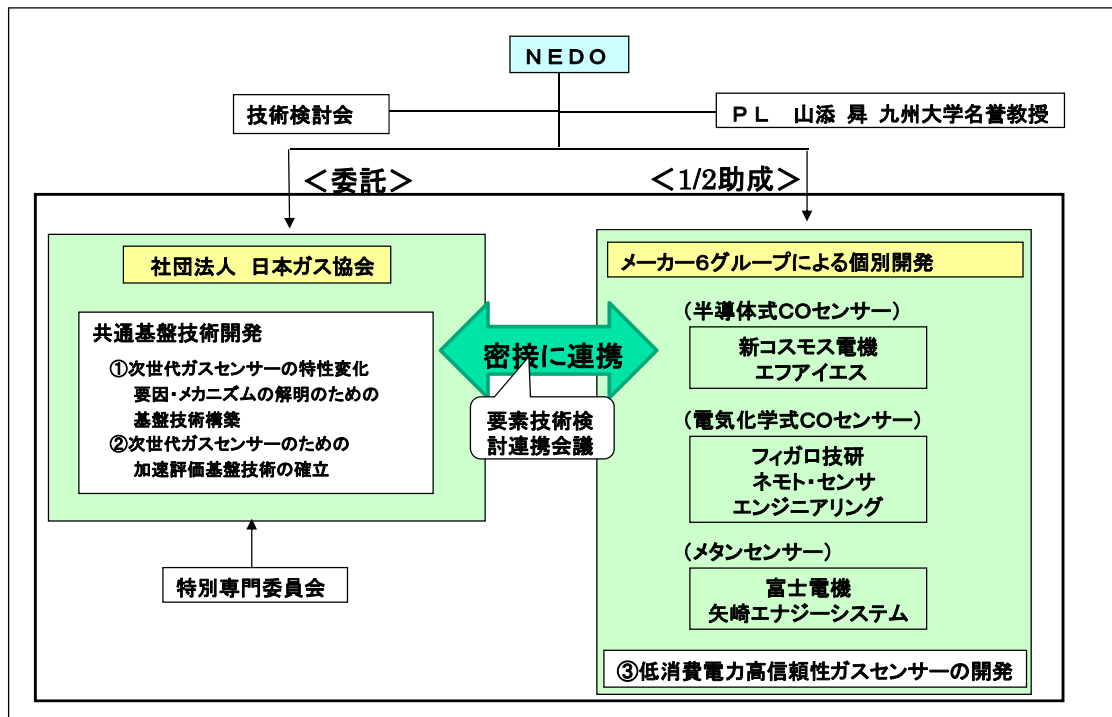 NEDO
技術検討会
PL 山添 昇 九州大学名誉教授
＜委託＞
＜1/2助成＞
社団法人 日本ガス協会
共通基盤技術開発
①次世代ガスセンサーの特性変化
要因・メカニズムの解明のための
基盤技術構築
②次世代ガスセンサーのための
加速評価基盤技術の確立
特別専門委員会
密接に連携
要素技術検
討連携会議
メーカー6グループによる個別開発
(半導体式COセンサー)
新コスモス電機
エフアイエス
(電気化学式COセンサー)
フィガロ技研
ネモト・センサ
エンジニアリング
(メタンセンサー)
富士電機
矢崎エナジーシステム
③低消費電力高信頼性ガスセンサーの開発